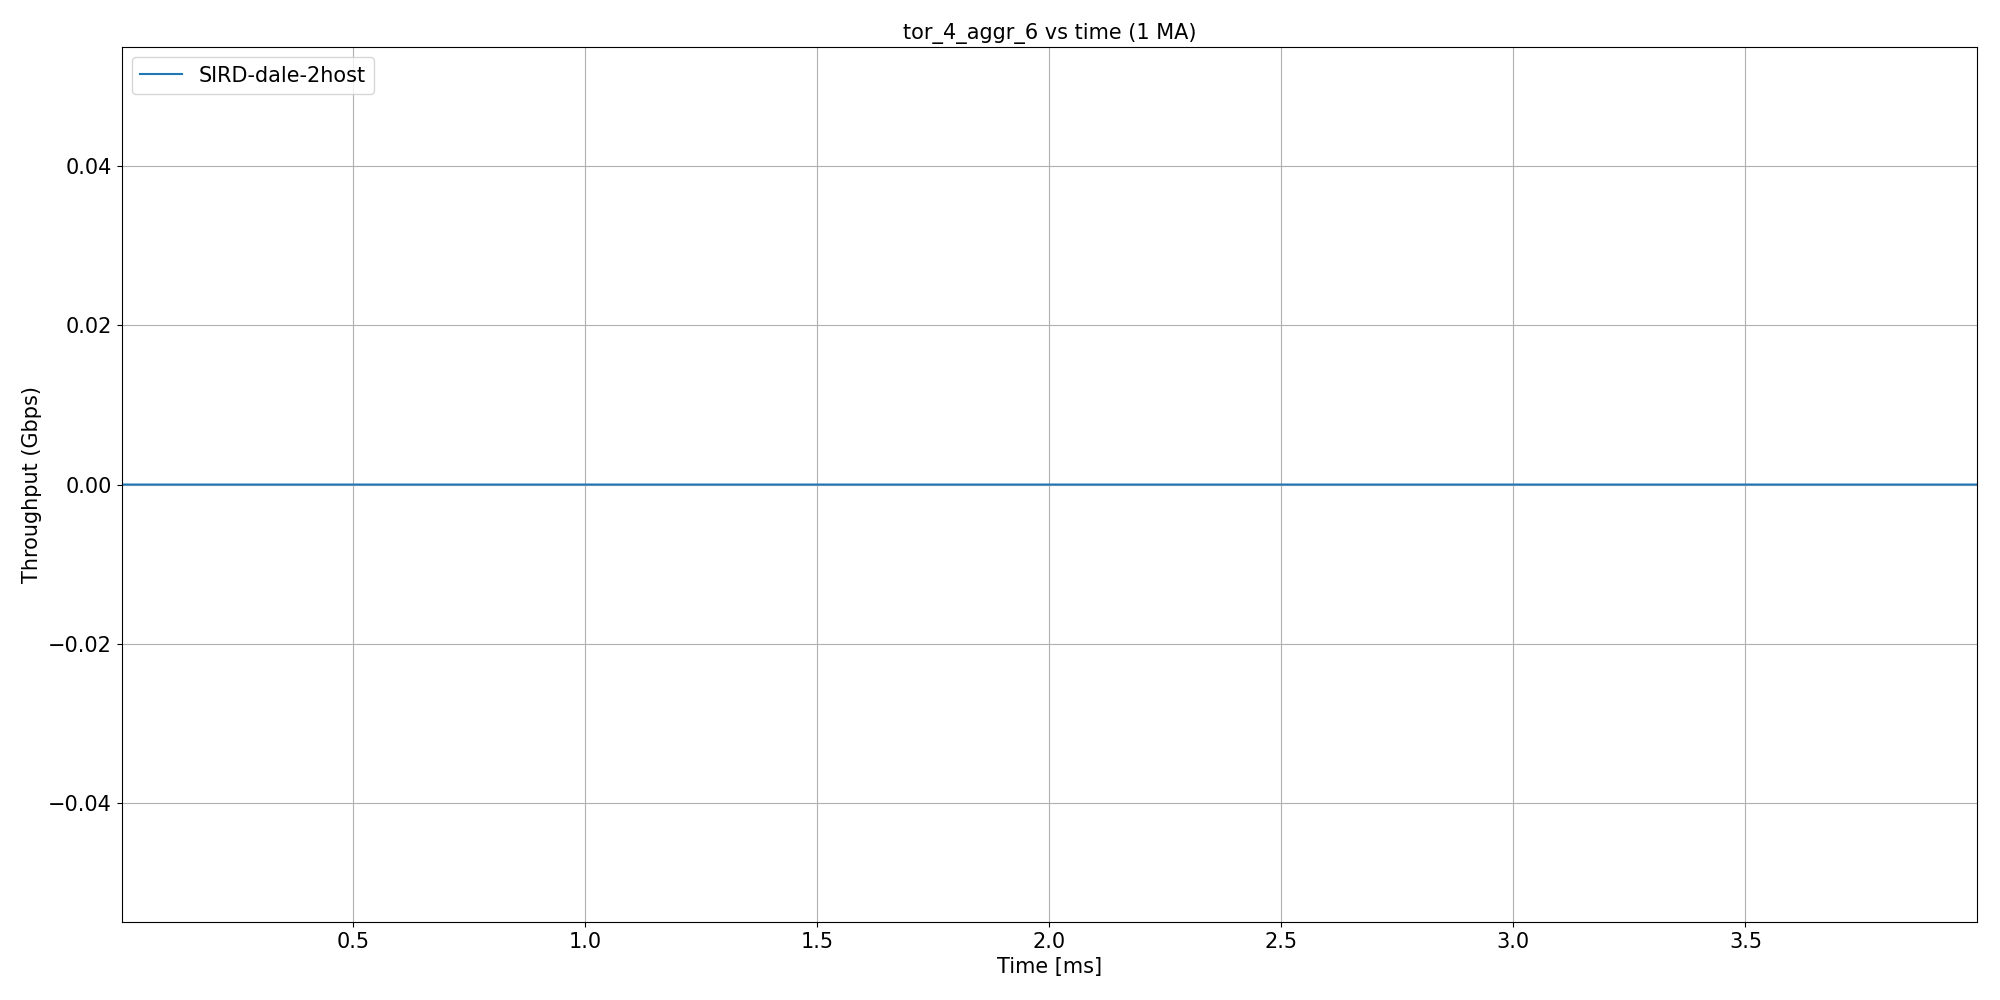 tor_4_aggr_6 vs time (1 MA)
SIRD-dale-2host
Throughput (Gbps)
0.04
0.02
0.00
−0.02
−0.04
0.5 1.0 1.5 2.0 2.5 3.0 3.5
Time [ms]